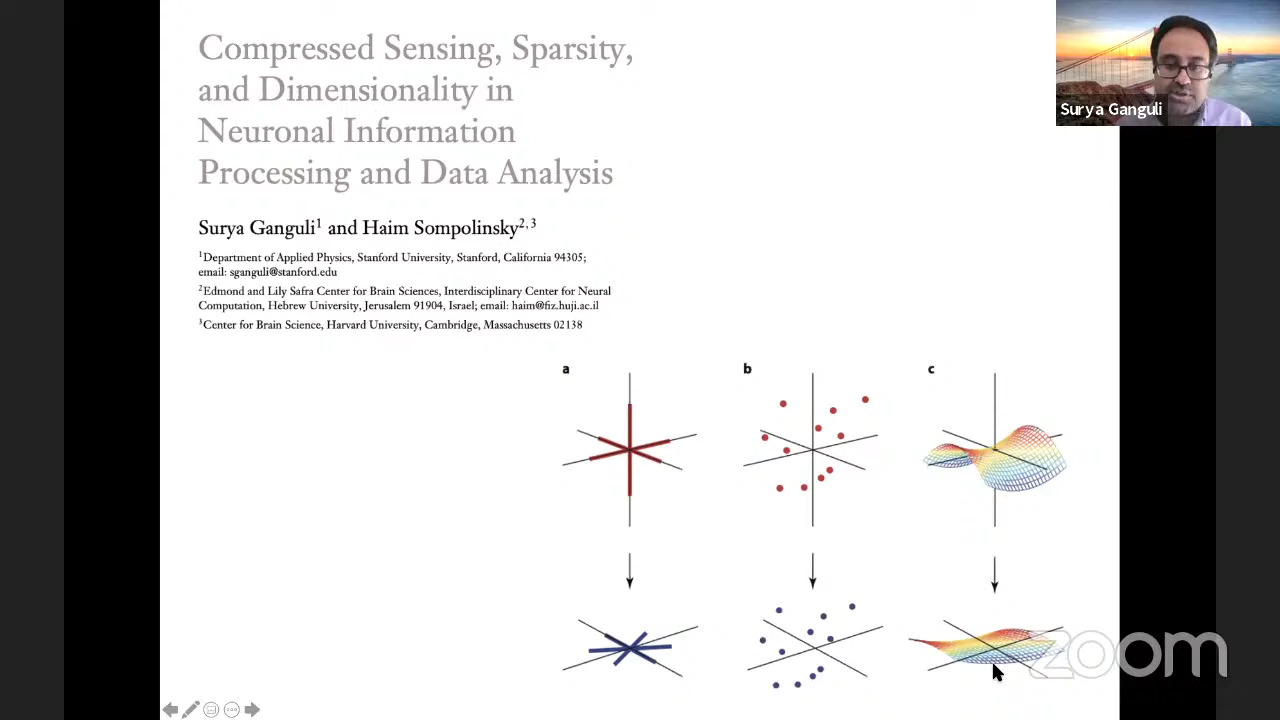 Compressed Sensing, Sparsity,
and Dimensionality in
Neuronal Information
Processing and Data Analysis
Surya Ganguli
Surya Ganguli¹ and Haim Sompolinsky²,³
¹Department of Applied Physics, Stanford University, Stanford, California 94305;
email: sganguli@stanford.edu
²Edmond and Lily Safra Center for Brain Sciences, Interdisciplinary Center for Neural
Computation, Hebrew University, Jerusalem 91904, Israel; email: haim@fiz.huji.ac.il
³Center for Brain Science, Harvard University, Cambridge, Massachusetts 02138
a b c
zoom